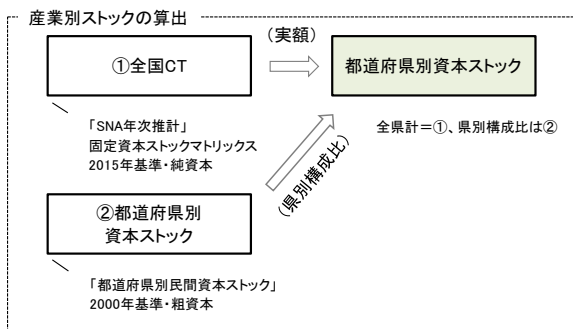 産業別ストックの算出
（実額）
①全国CT
都道府県別資本ストック
「SNA年次推計」
固定資本ストックマトリックス
2015年基準・純資本
全県計＝①、県別構成比は②
（県別構成比）
②都道府県別
資本ストック
「都道府県別民間資本ストック」
2000年基準・粗資本